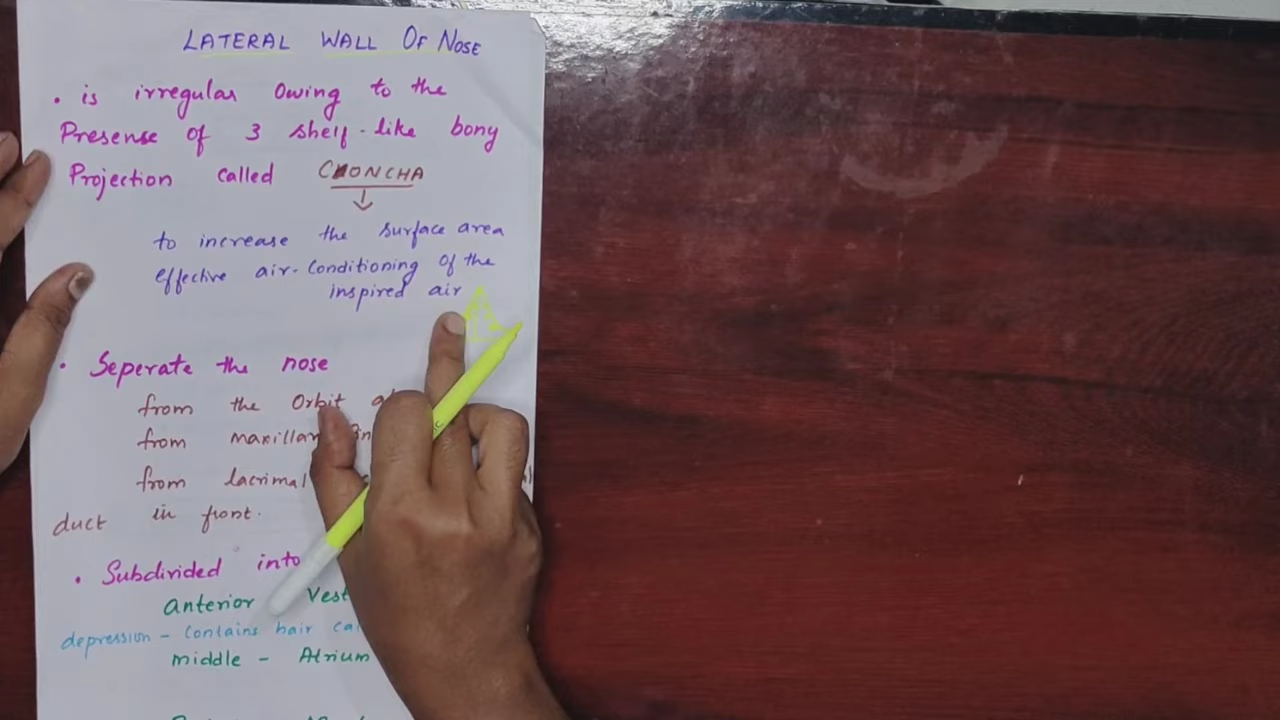 LATERAL WALL OF NOSE
• is irregular Owing to the
Presense of 3 shelf-like bony
Projection called CONCHA
to increase the surface area
effective air-Conditioning of the
inspired air
• Seperate the nose
from the Orbit
from
from lacrimal
duct in front.
• Subdivided into
anterior
depression - Contains hair
middle - Atrium